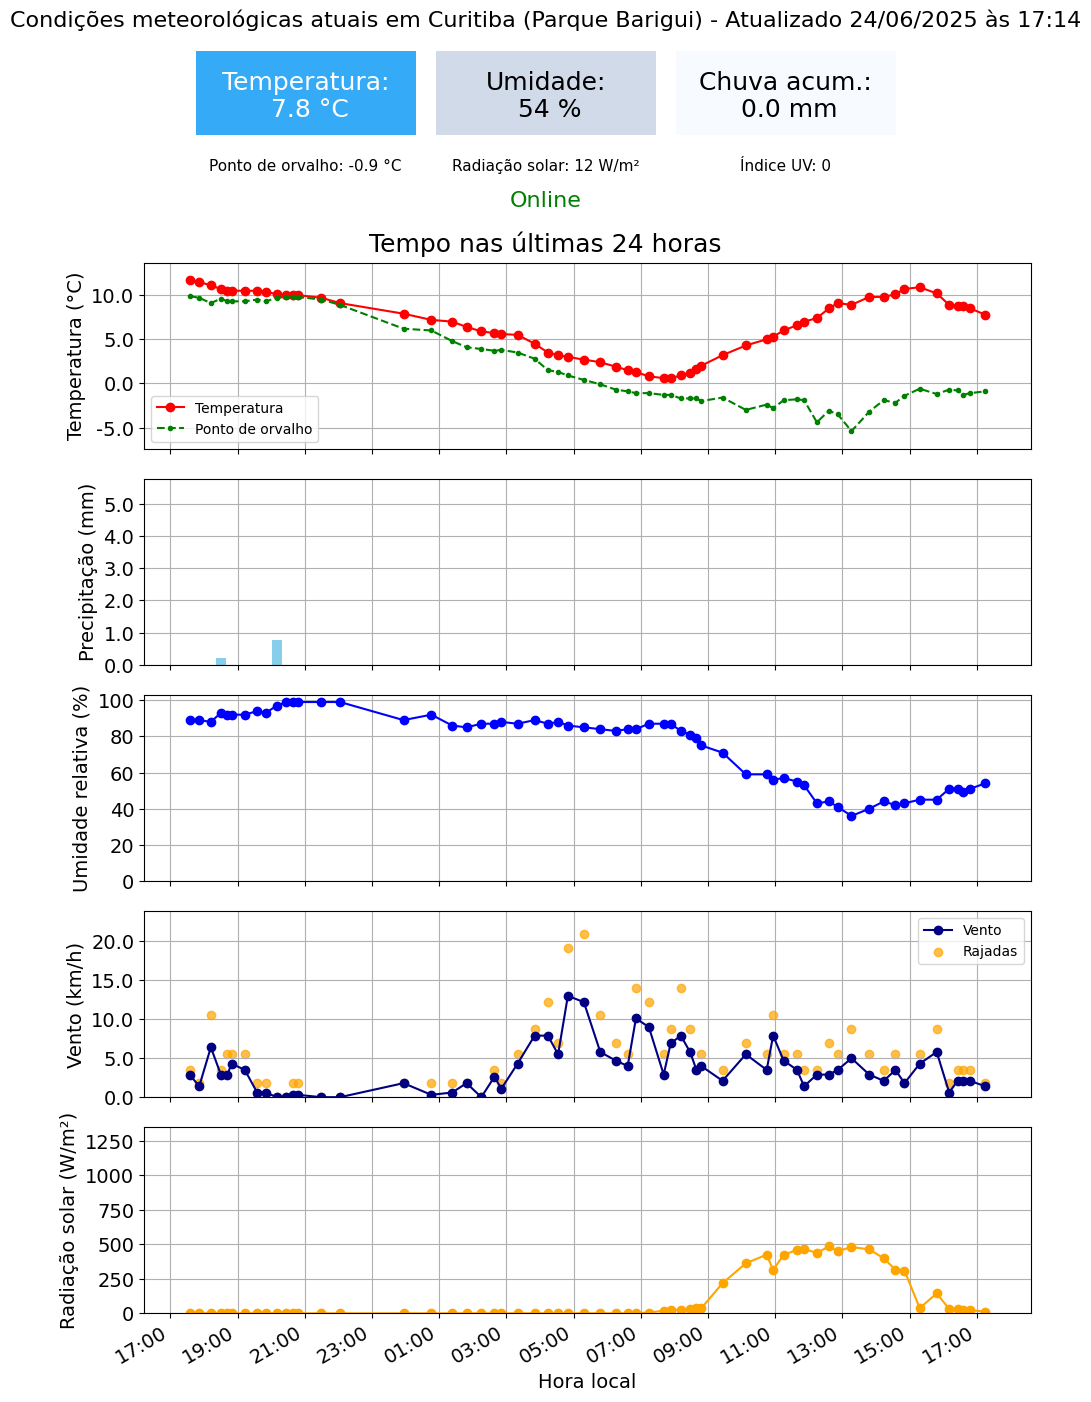 Condições meteorológicas atuais em Curitiba (Parque Barigui) - Atualizado 24/06/2025 às 17:14
Temperatura:
7.8 °C
Umidade:
54 %
Chuva acum.:
0.0 mm
Ponto de orvalho: -0.9 °C
Radiação solar: 12 W/m²
Índice UV: 0
Online
Tempo nas últimas 24 horas
Temperatura (°C)
10.0
5.0
0.0
-5.0
Temperatura
Ponto de orvalho
Precipitação (mm)
5.0
4.0
3.0
2.0
1.0
0.0
Umidade relativa (%)
100
80
60
40
20
0
Vento (km/h)
20.0
15.0
10.0
5.0
0.0
Vento
Rajadas
Radiação solar (W/m²)
1250
1000
750
500
250
0
17:00
19:00
21:00
23:00
01:00
03:00
05:00
07:00
09:00
11:00
13:00
15:00
17:00
Hora local